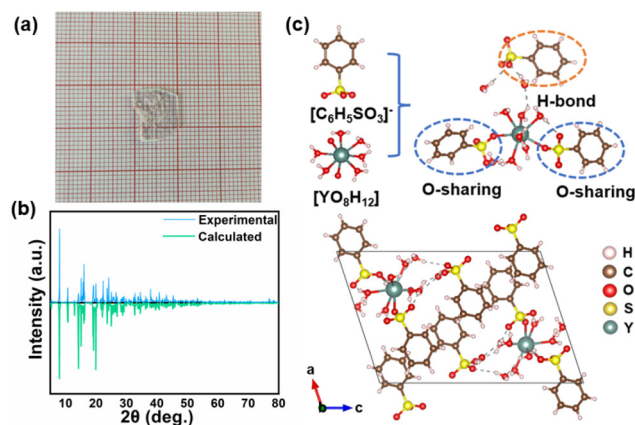 (a)
(b)
Experimental
Calculated
Intensity (a.u.)
10 20 30 40 50 60 70 80
2θ (deg.)
(c)
[C₆H₅SO₃]⁻
[YO₈H₁₂]
H-bond
O-sharing
O-sharing
H
C
O
S
Y
a
c